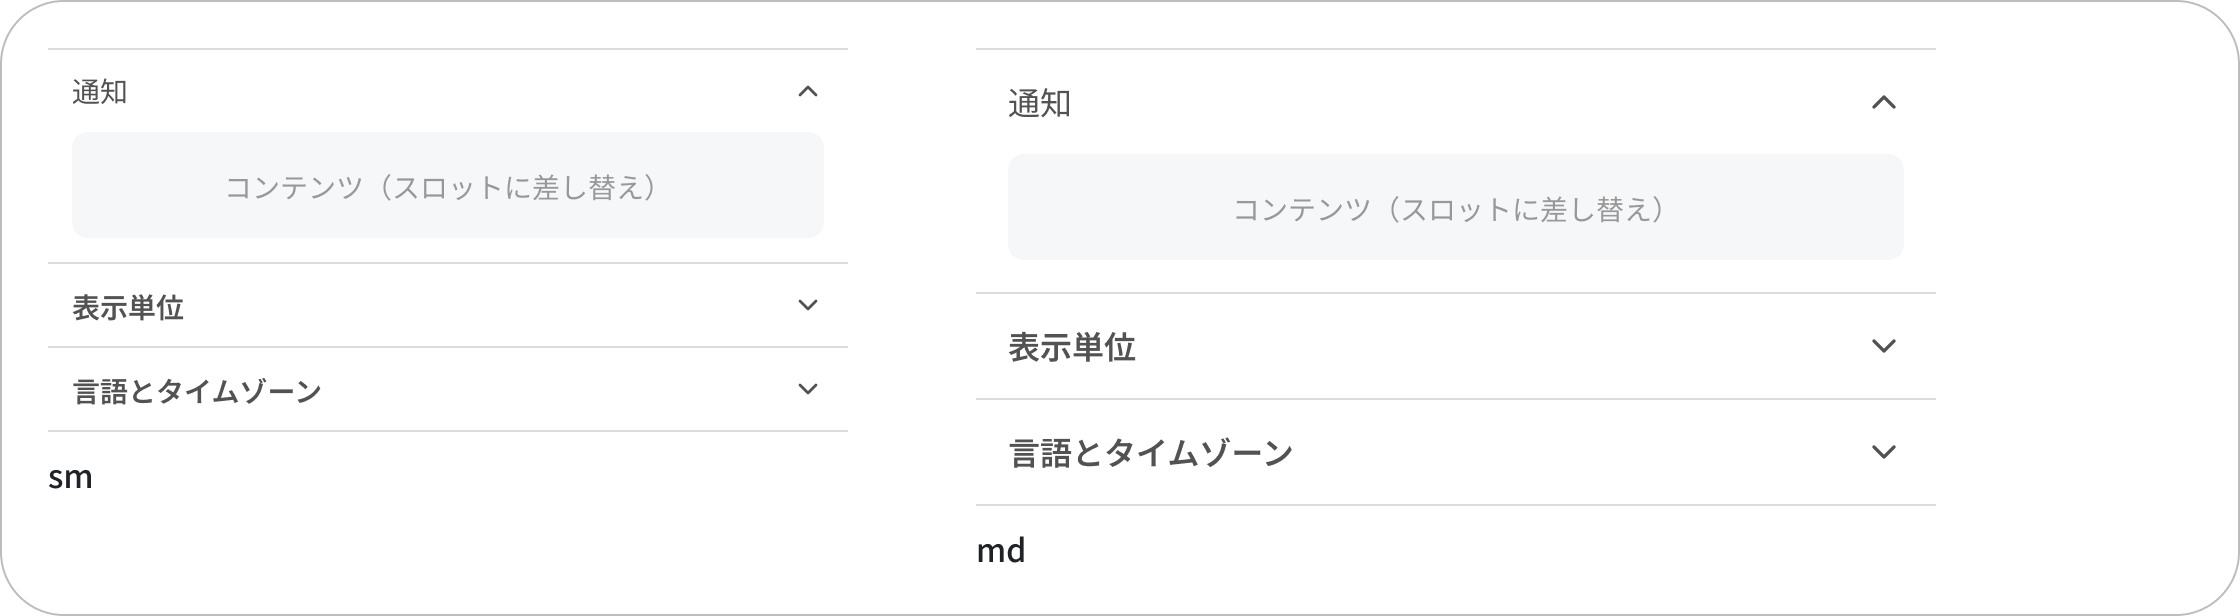 通知
コンテンツ（スロットに差し替え）
表示単位
言語とタイムゾーン
sm
通知
コンテンツ（スロットに差し替え）
表示単位
言語とタイムゾーン
md